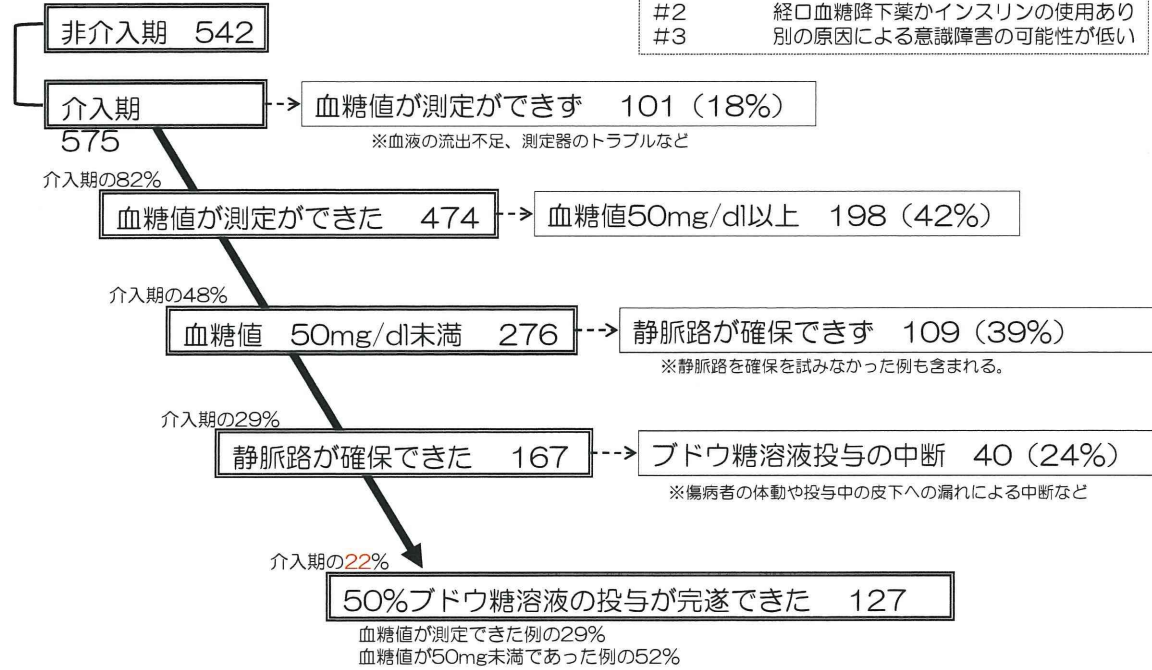 #2 経口血糖降下薬かインスリンの使用あり
#3 別の原因による意識障害の可能性が低い
非介入期 542
介入期
575
血糖値が測定ができず 101（18%）
※血液の流出不足、測定器のトラブルなど
介入期の82%
血糖値が測定ができた 474
血糖値50mg/dl以上 198（42%）
介入期の48%
血糖値 50mg/dl未満 276
静脈路が確保できず 109（39%）
※静脈路を確保を試みなかった例も含まれる。
介入期の29%
静脈路が確保できた 167
ブドウ糖溶液投与の中断 40（24%）
※傷病者の体動や投与中の皮下への漏れによる中断など
介入期の22%
50%ブドウ糖溶液の投与が完遂できた 127
血糖値が測定できた例の29%
血糖値が50mg未満であった例の52%